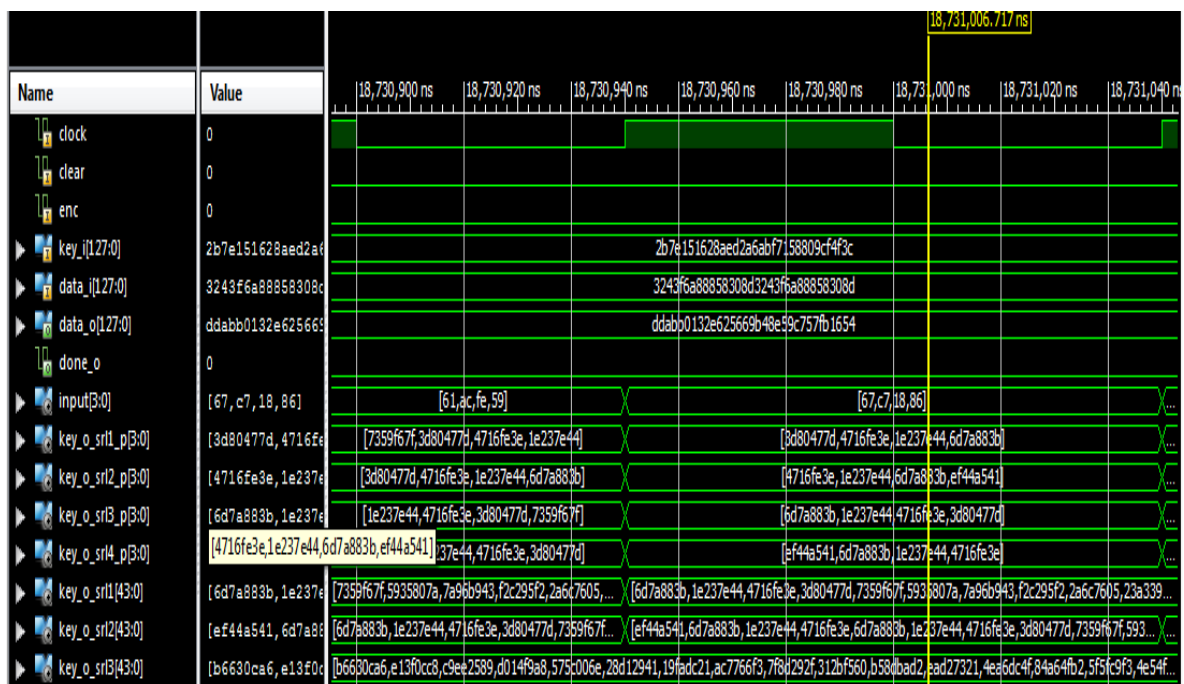 18,731,006.717 ns
Name Value 18,730,900 ns 18,730,920 ns 18,730,940 ns 18,730,960 ns 18,730,980 ns 18,731,000 ns 18,731,020 ns 18,731,040 n
clock 0
clear 0
enc 0
key_i[127:0] 2b7e151628aed2a6 2b7e151628aed2a6abf7158809cf4f3c
data_i[127:0] 3243f6a88858308c 3243f6a88858308d3243f6a88858308d
data_o[127:0] ddabb0132e625669 ddabb0132e625669b48e59c757fb1654
done_o 0
input[3:0] [67,c7,18,86] [61,ac,fe,59] [67,c7,18,86] ...
key_o_srl1_p[3:0] [3d80477d,4716fe [7359f67f,3d80477d,4716fe3e,1e237e44] [3d80477d,4716fe3e,1e237e44,6d7a883b] ...
key_o_srl2_p[3:0] [4716fe3e,1e237e [3d80477d,4716fe3e,1e237e44,6d7a883b] [4716fe3e,1e237e44,6d7a883b,ef44a541] ...
key_o_srl3_p[3:0] [6d7a883b,1e237e [1e237e44,4716fe3e,3d80477d,7359f67f] [6d7a883b,1e237e44,4716fe3e,3d80477d] ...
key_o_srl4_p[3:0] [4716fe3e,1e237e44,6d7a883b,ef44a541] 237e44,4716fe3e,3d80477d] [ef44a541,6d7a883b,1e237e44,4716fe3e] ...
key_o_srl1[43:0] [6d7a883b,1e237e [7359f67f,5935807a,7a96b943,f2c295f2,2a6c7605,... [6d7a883b,1e237e44,4716fe3e,3d80477d,7359f67f,5935807a,7a96b943,f2c295f2,2a6c7605,23a339...
key_o_srl2[43:0] [ef44a541,6d7a88 [6d7a883b,1e237e44,4716fe3e,3d80477d,7359f67f... [ef44a541,6d7a883b,1e237e44,4716fe3e,6d7a883b,1e237e44,4716fe3e,3d80477d,7359f67f,593... ...
key_o_srl3[43:0] [b6630ca6,e13f0c [b6630ca6,e13f0cc8,c9ee2589,d014f9a8,575c006e,28d12941,19fadc21,ac7766f3,7f8d292f,312bf560,b58dbad2,ead27321,4ea6dc4f,84a64fb2,5f5fc9f3,4e54f...